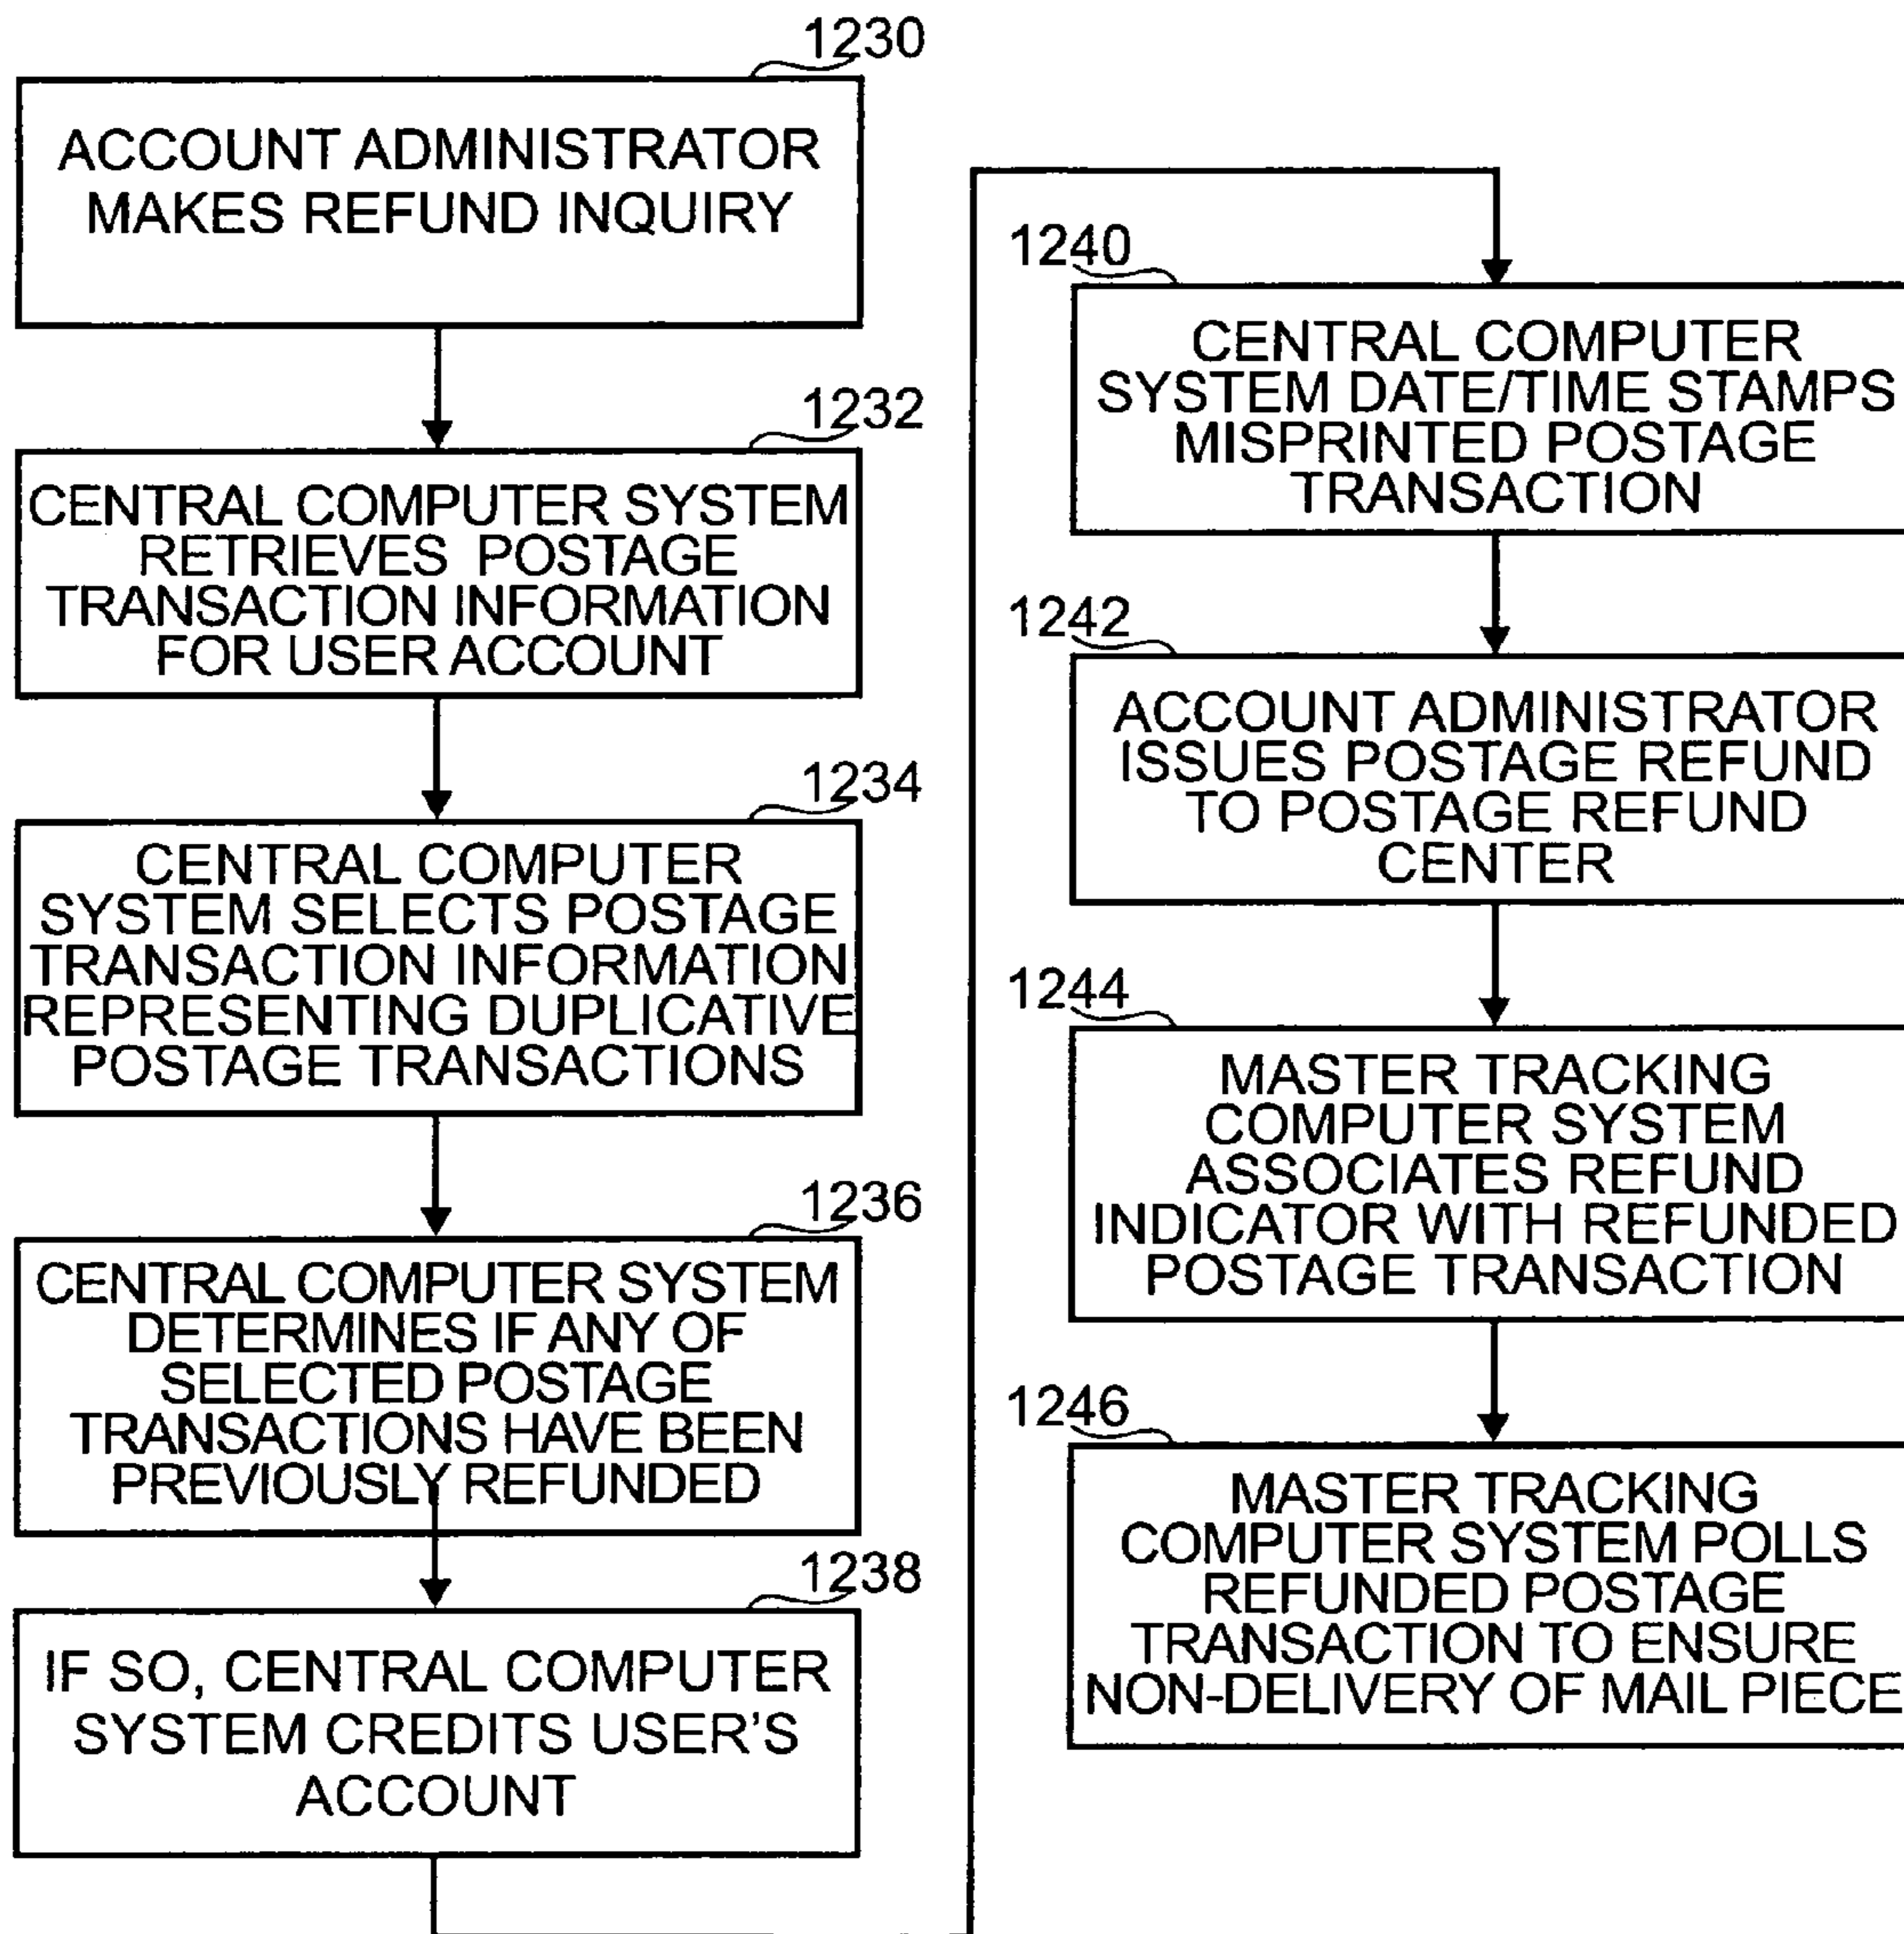 1230
ACCOUNT ADMINISTRATOR
MAKES REFUND INQUIRY
1232
CENTRAL COMPUTER SYSTEM
RETRIEVES POSTAGE
TRANSACTION INFORMATION
FOR USER ACCOUNT
1234
CENTRAL COMPUTER
SYSTEM SELECTS POSTAGE
TRANSACTION INFORMATION
REPRESENTING DUPLICATIVE
POSTAGE TRANSACTIONS
1236
CENTRAL COMPUTER SYSTEM
DETERMINES IF ANY OF
SELECTED POSTAGE
TRANSACTIONS HAVE BEEN
PREVIOUSLY REFUNDED
1238
IF SO, CENTRAL COMPUTER
SYSTEM CREDITS USER'S
ACCOUNT
1240
CENTRAL COMPUTER
SYSTEM DATE/TIME STAMPS
MISPRINTED POSTAGE
TRANSACTION
1242
ACCOUNT ADMINISTRATOR
ISSUES POSTAGE REFUND
TO POSTAGE REFUND
CENTER
1244
MASTER TRACKING
COMPUTER SYSTEM
ASSOCIATES REFUND
INDICATOR WITH REFUNDED
POSTAGE TRANSACTION
1246
MASTER TRACKING
COMPUTER SYSTEM POLLS
REFUNDED POSTAGE
TRANSACTION TO ENSURE
NON-DELIVERY OF MAIL PIECE